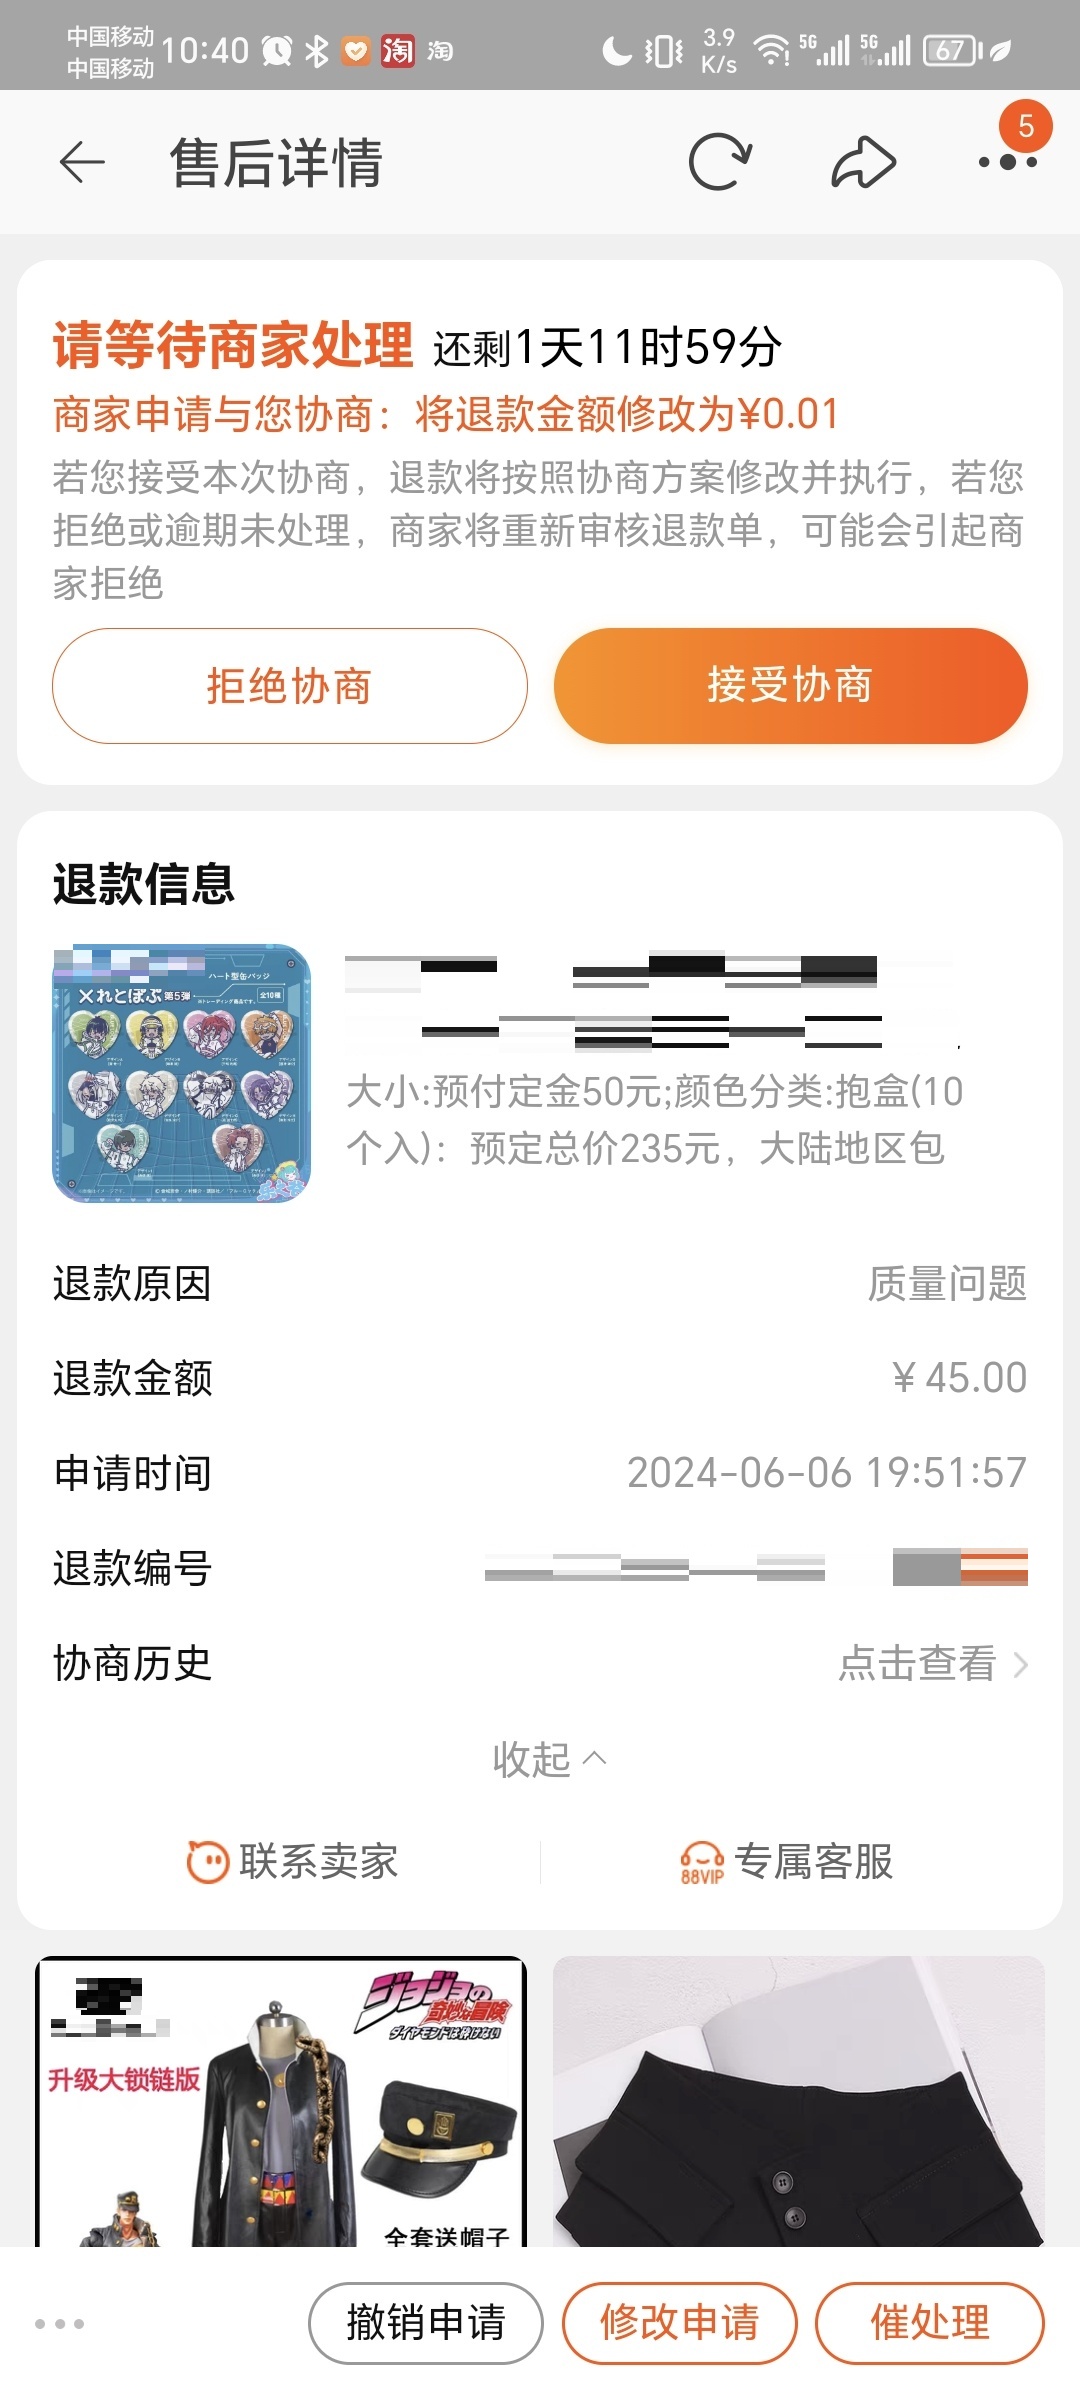 中国移动
中国移动
10:40
淘 淘
3.9
K/s
5G
5G
67
售后详情
5
请等待商家处理 还剩1天11时59分
商家申请与您协商：将退款金额修改为¥0.01
若您接受本次协商，退款将按照协商方案修改并执行，若您
拒绝或逾期未处理，商家将重新审核退款单，可能会引起商
家拒绝
拒绝协商
接受协商
退款信息
ハート型缶バッジ
×れとぽぷ 第5弾
全10種
大小:预付定金50元;颜色分类:抱盒(10
个入)：预定总价235元，大陆地区包
退款原因
质量问题
退款金额
¥ 45.00
申请时间
2024-06-06 19:51:57
退款编号
协商历史
点击查看
收起
联系卖家
88VIP
专属客服
ジョジョの
奇妙な冒険
ダイヤモンドは砕けない
升级大锁链版
全套送帽子
撤销申请
修改申请
催处理